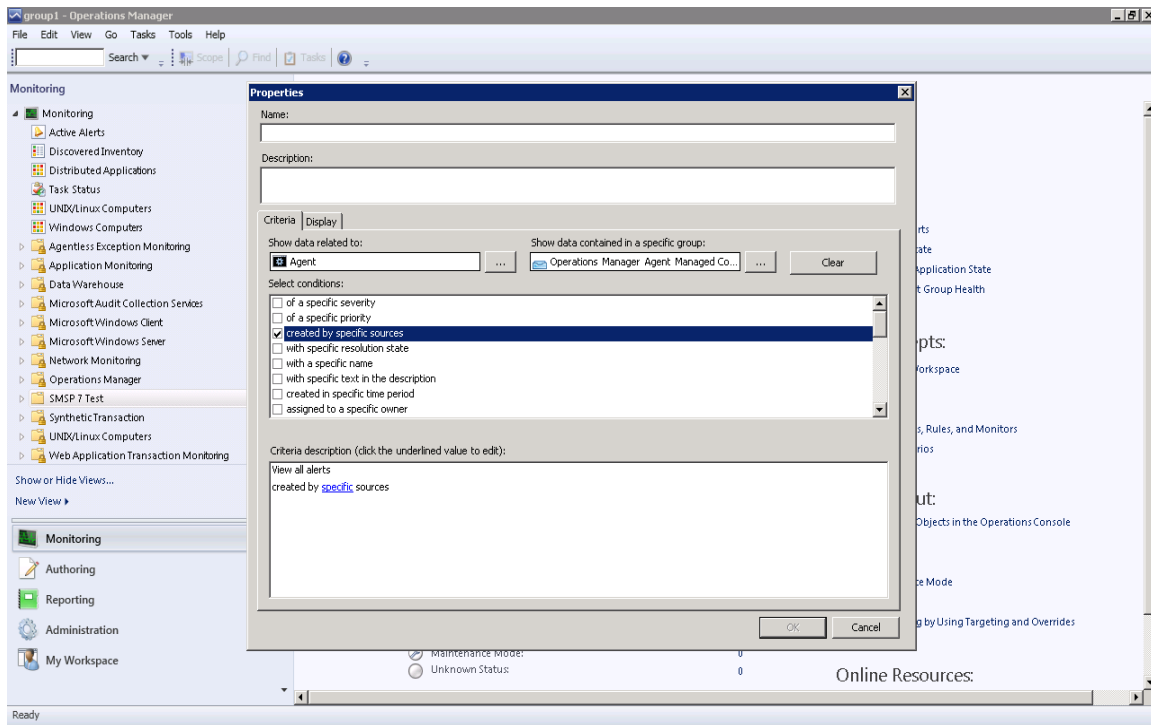 group1 - Operations Manager
File Edit View Go Tasks Tools Help
Search Scope Find Tasks
Monitoring
Monitoring
Active Alerts
Discovered Inventory
Distributed Applications
Task Status
UNIX/Linux Computers
Windows Computers
Agentless Exception Monitoring
Application Monitoring
Data Warehouse
Microsoft Audit Collection Services
Microsoft Windows Client
Microsoft Windows Server
Network Monitoring
Operations Manager
SMSP 7 Test
Synthetic Transaction
UNIX/Linux Computers
Web Application Transaction Monitoring
Show or Hide Views...
New View
Monitoring
Authoring
Reporting
Administration
My Workspace
Ready
Properties
Name:
Description:
Criteria Display
Show data related to: Show data contained in a specific group:
Agent ... Operations Manager Agent Managed Co... ... Clear
Select conditions:
of a specific severity
of a specific priority
created by specific sources
with specific resolution state
with a specific name
with specific text in the description
created in specific time period
assigned to a specific owner
Criteria description (click the underlined value to edit):
View all alerts
created by specific sources
OK Cancel
Maintenance Mode: 0
Unknown Status: 0
rts
ate
Application State
t Group Health
pts:
Workspace
s, Rules, and Monitors
rios
ut:
Objects in the Operations Console
ce Mode
g by Using Targeting and Overrides
Online Resources: